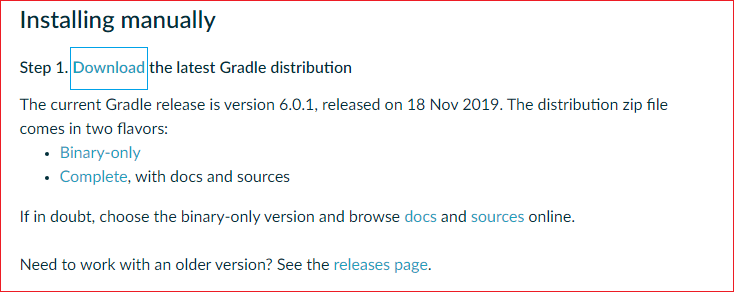 Installing manually
Step 1. Download the latest Gradle distribution
The current Gradle release is version 6.0.1, released on 18 Nov 2019. The distribution zip file
comes in two flavors:
• Binary-only
• Complete, with docs and sources
If in doubt, choose the binary-only version and browse docs and sources online.
Need to work with an older version? See the releases page.